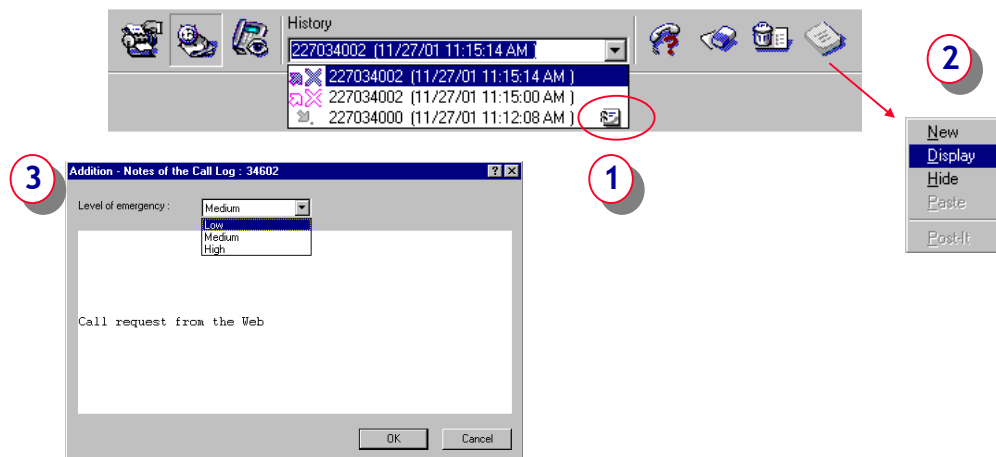 History
227034002 (11/27/01 11:15:14 AM )
227034002 (11/27/01 11:15:14 AM )
227034002 (11/27/01 11:15:00 AM )
227034000 (11/27/01 11:12:08 AM )
1
2
New
Display
Hide
Paste
Post-It
3
Addition - Notes of the Call Log : 34602
Level of emergency :
Medium
Low
Medium
High
Call request from the Web
OK
Cancel